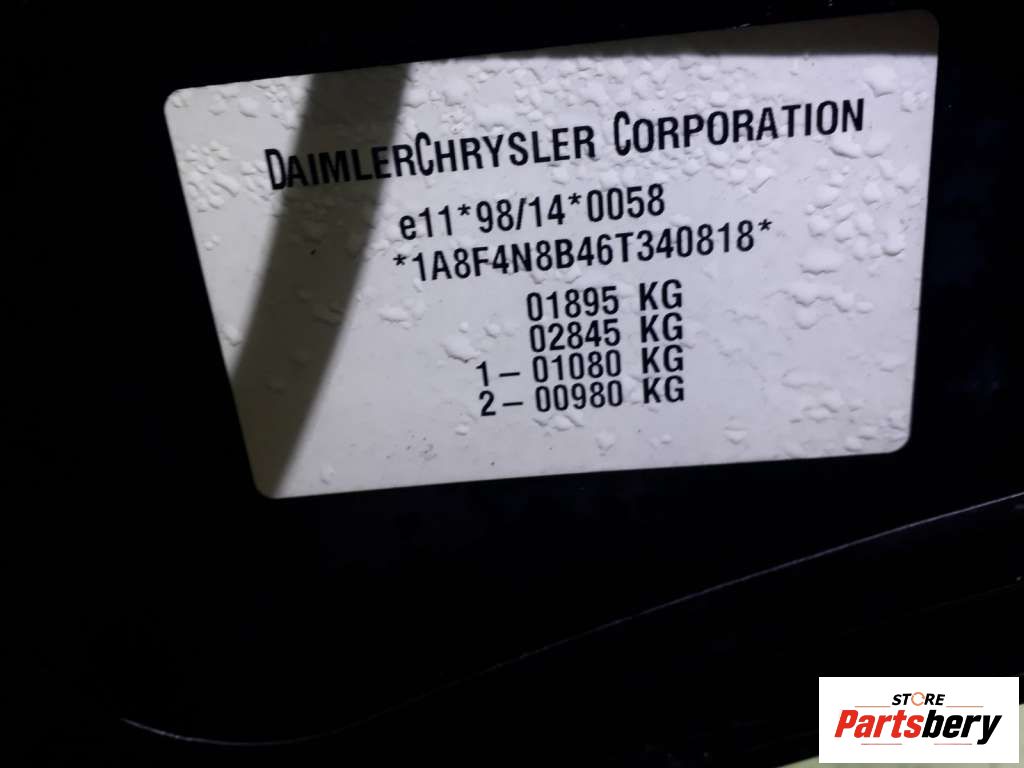 DAIMLERCHRYSLER CORPORATION
e11*98/14*0058
*1A8F4N8B46T340818*
01895 KG
02845 KG
1– 01080 KG
2– 00980 KG
STORE
Partsbery